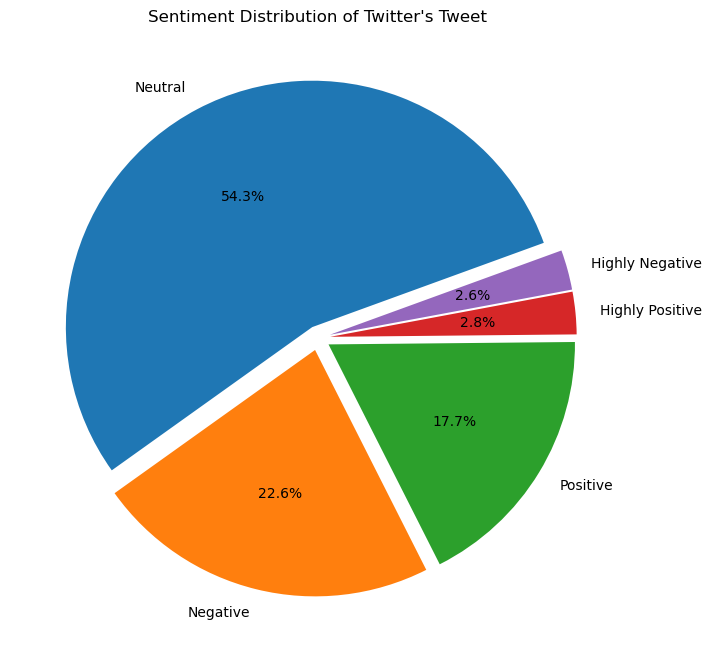 Sentiment Distribution of Twitter's Tweet
Neutral
54.3%
Highly Negative
2.6%
Highly Positive
2.8%
17.7%
Positive
22.6%
Negative